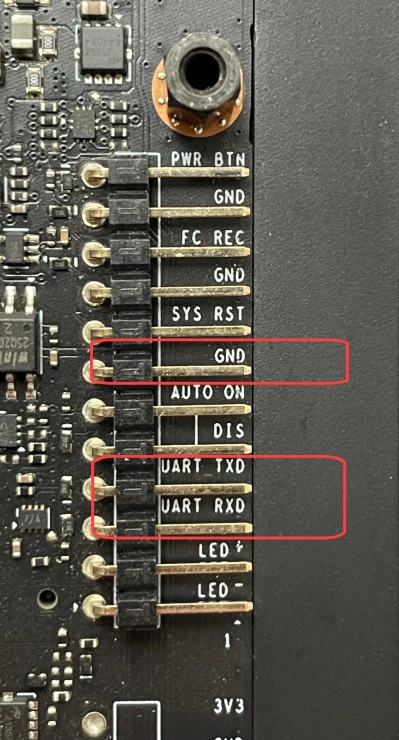 PWR BTN
GND
FC REC
GND
SYS RST
GND
AUTO ON
DIS
UART TXD
UART RXD
LED+
LED-
1
3V3